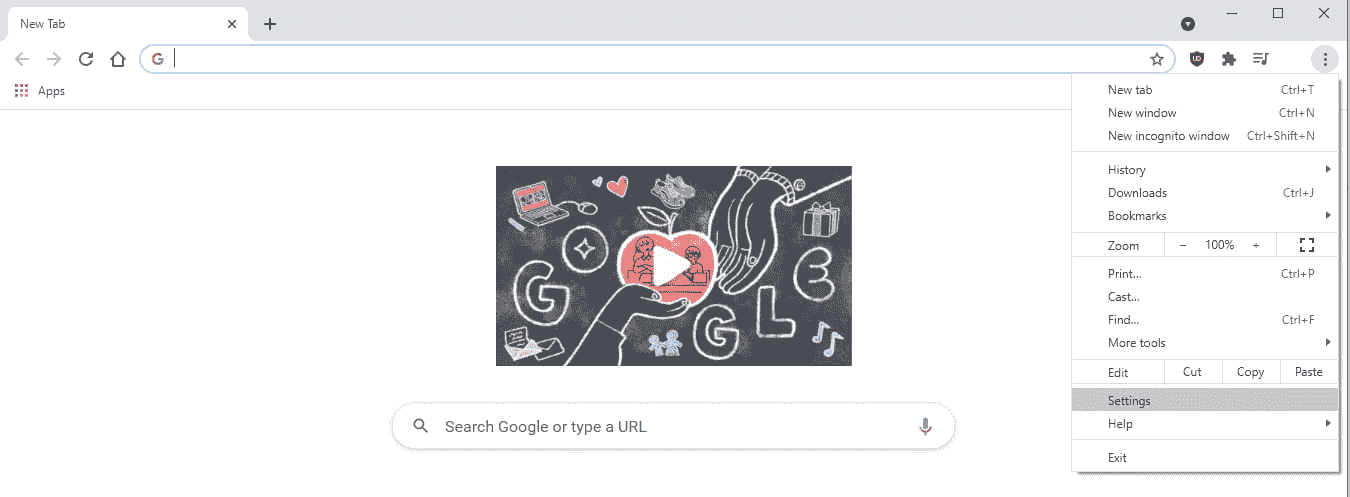 New Tab
Apps
New tab Ctrl+T
New window Ctrl+N
New incognito window Ctrl+Shift+N
History
Downloads Ctrl+J
Bookmarks
Zoom − 100% +
Print... Ctrl+P
Cast...
Find... Ctrl+F
More tools
Edit Cut Copy Paste
Settings
Help
Exit
G O G L E
Search Google or type a URL